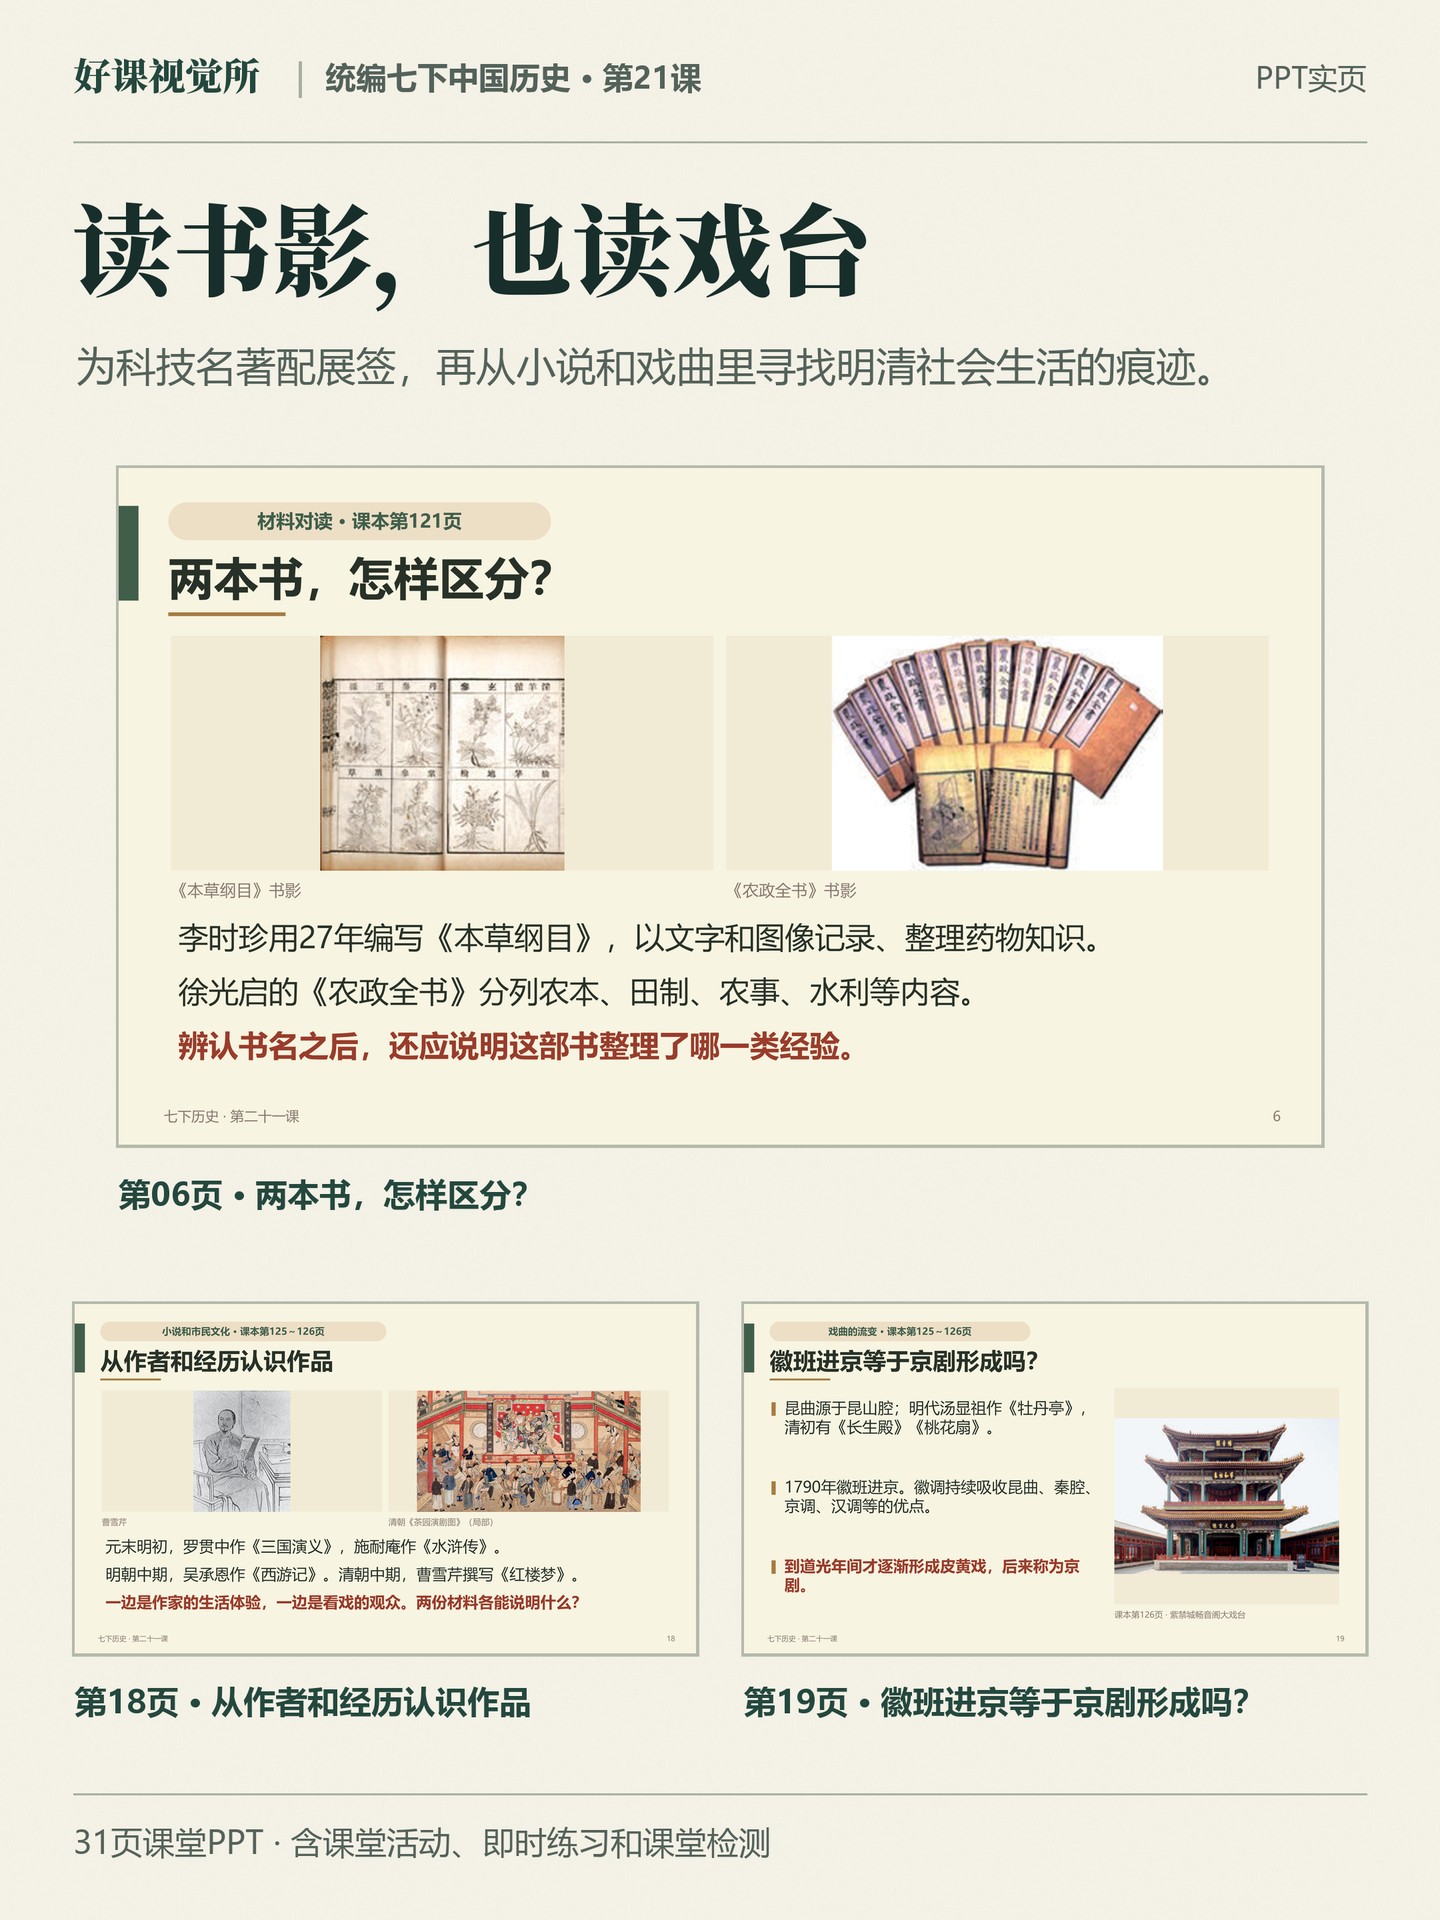 好课视觉所 | 统编七下中国历史 • 第21课
PPT实页
读书影，也读戏台
为科技名著配展签，再从小说和戏曲里寻找明清社会生活的痕迹。
材料对读 • 课本第121页
两本书，怎样区分？
《本草纲目》书影
《农政全书》书影
李时珍用27年编写《本草纲目》，以文字和图像记录、整理药物知识。
徐光启的《农政全书》分列农本、田制、农事、水利等内容。
辨认书名之后，还应说明这部书整理了哪一类经验。
七下历史 · 第二十一课
6
第06页 • 两本书，怎样区分？
小说和市民文化 • 课本第125～126页
从作者和经历认识作品
曹雪芹
清朝《茶园演剧图》（局部）
元末明初，罗贯中作《三国演义》，施耐庵作《水浒传》。
明朝中期，吴承恩作《西游记》。清朝中期，曹雪芹撰写《红楼梦》。
一边是作家的生活体验，一边是看戏的观众。两份材料各能说明什么？
七下历史 · 第二十一课
18
第18页 • 从作者和经历认识作品
戏曲的流变 • 课本第125～126页
徽班进京等于京剧形成吗？
昆曲源于昆山腔；明代汤显祖作《牡丹亭》，
清初有《长生殿》《桃花扇》。
1790年徽班进京。徽调持续吸收昆曲、秦腔、
京调、汉调等的优点。
到道光年间才逐渐形成皮黄戏，后来称为京
剧。
课本第126页 · 紫禁城畅音阁大戏台
七下历史 · 第二十一课
19
第19页 • 徽班进京等于京剧形成吗？
31页课堂PPT · 含课堂活动、即时练习和课堂检测